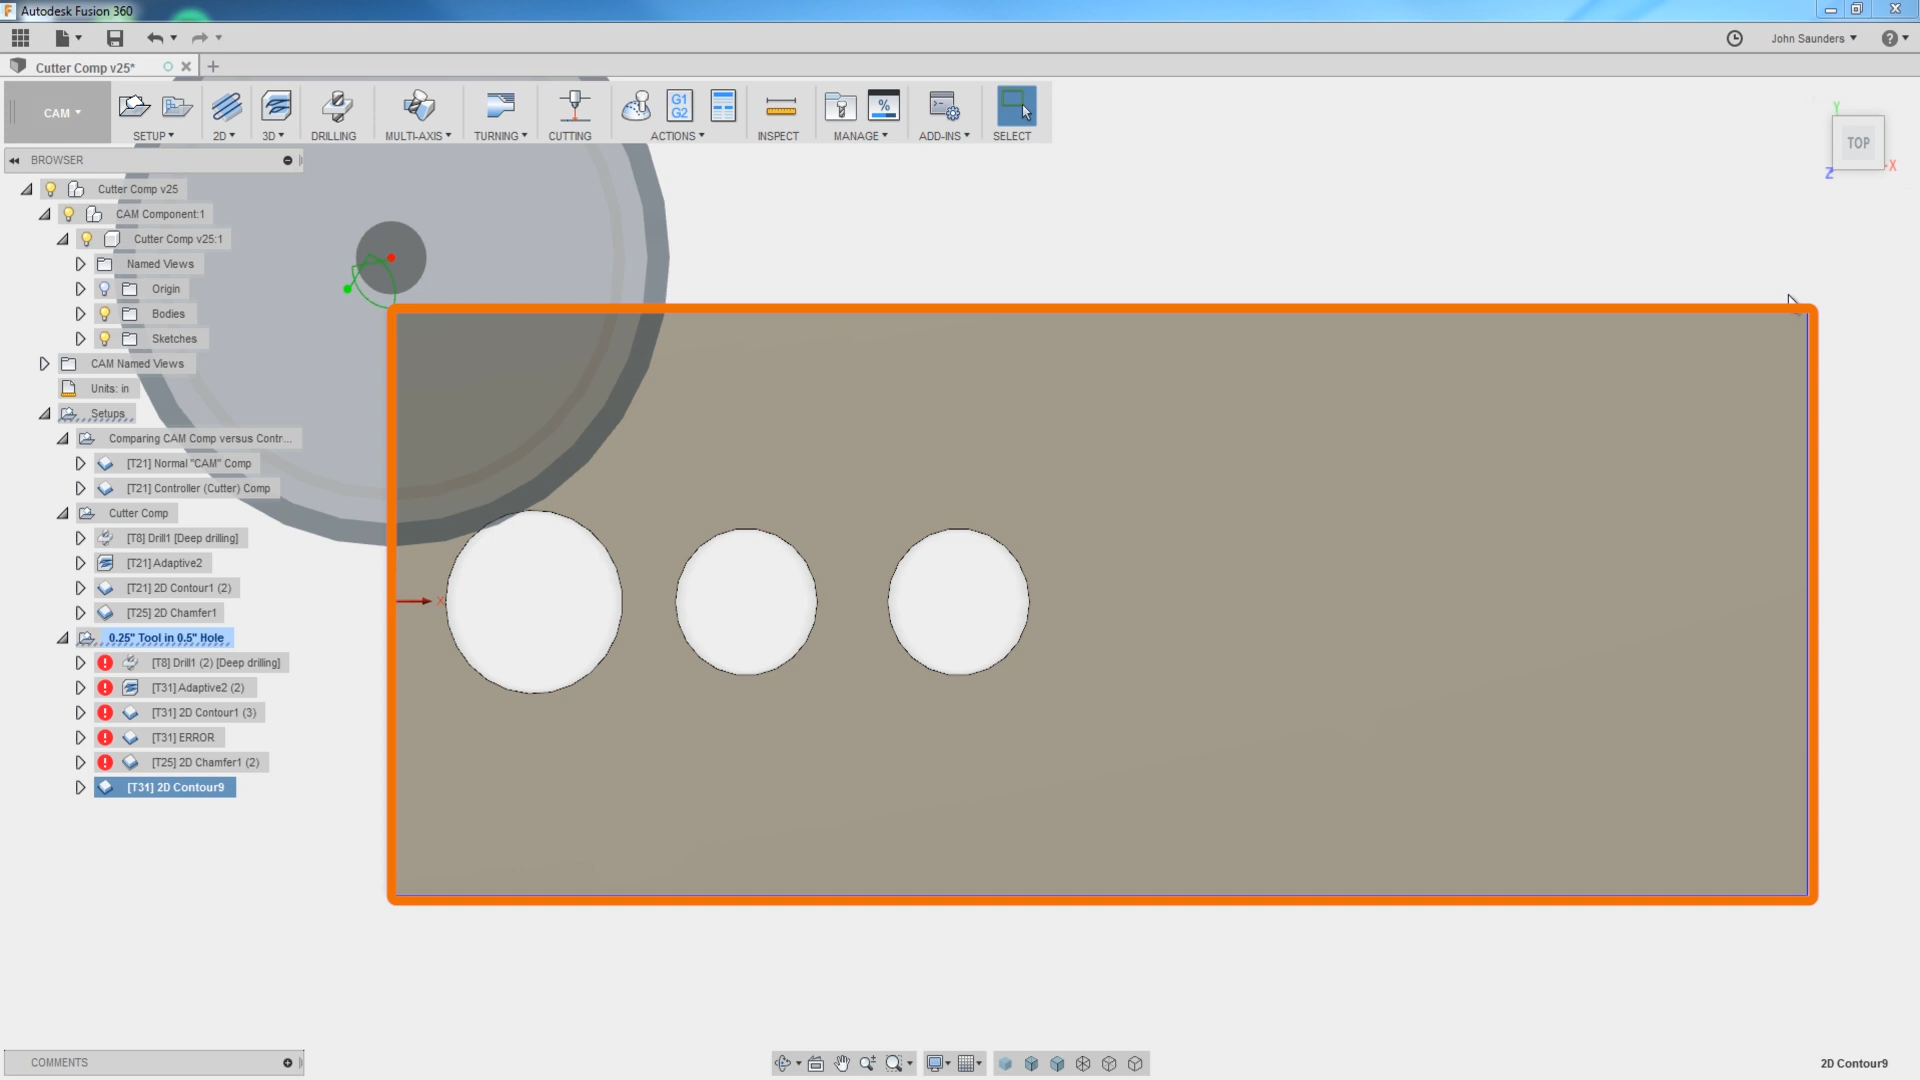 Autodesk Fusion 360
John Saunders
Cutter Comp v25*
CAM
G1
G2
%
SETUP
2D
3D
DRILLING
MULTI-AXIS
TURNING
CUTTING
ACTIONS
INSPECT
MANAGE
ADD-INS
SELECT
Y
TOP
X
Z
BROWSER
Cutter Comp v25
CAM Component:1
Cutter Comp v25:1
Named Views
Origin
Bodies
Sketches
CAM Named Views
Units: in
Setups
Comparing CAM Comp versus Contr...
[T21] Normal "CAM" Comp
[T21] Controller (Cutter) Comp
Cutter Comp
[T8] Drill1 [Deep drilling]
[T21] Adaptive2
[T21] 2D Contour1 (2)
[T25] 2D Chamfer1
0.25" Tool in 0.5" Hole
[T8] Drill1 (2) [Deep drilling]
[T31] Adaptive2 (2)
[T31] 2D Contour1 (3)
[T31] ERROR
[T25] 2D Chamfer1 (2)
[T31] 2D Contour9
X
COMMENTS
2D Contour9